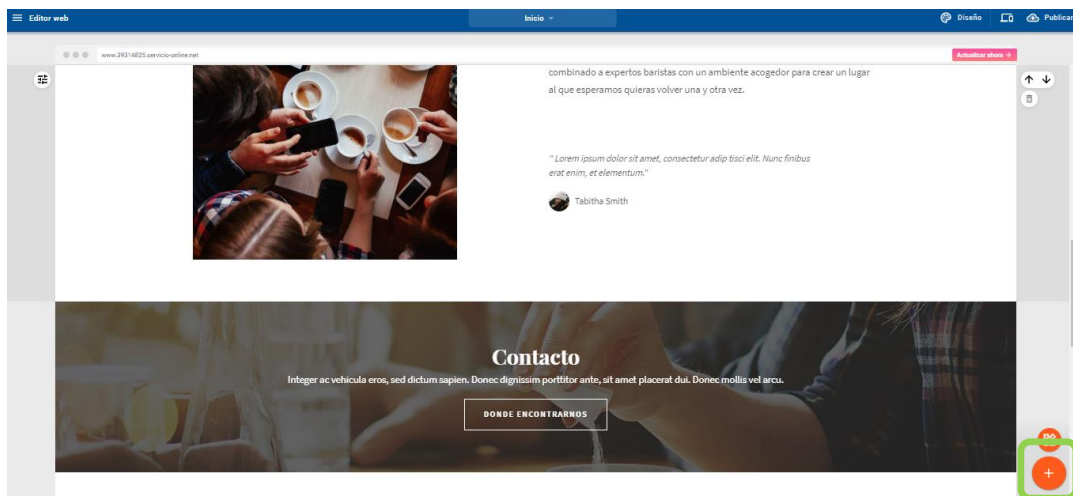 Editor web
Inicio
Diseño
Publicar
www.39314825.servicio-online.net
Actualizar ahora →
combinado a expertos baristas con un ambiente acogedor para crear un lugar
al que esperamos quieras volver una y otra vez.
" Lorem ipsum dolor sit amet, consectetur adip tisci elit. Nunc finibus
erat enim, et elementum."
Tabitha Smith
Contacto
Integer ac vehicula eros, sed dictum sapien. Donec dignissim porttitor ante, sit amet placerat dui. Donec mollis vel arcu.
DONDE ENCONTRARNOS